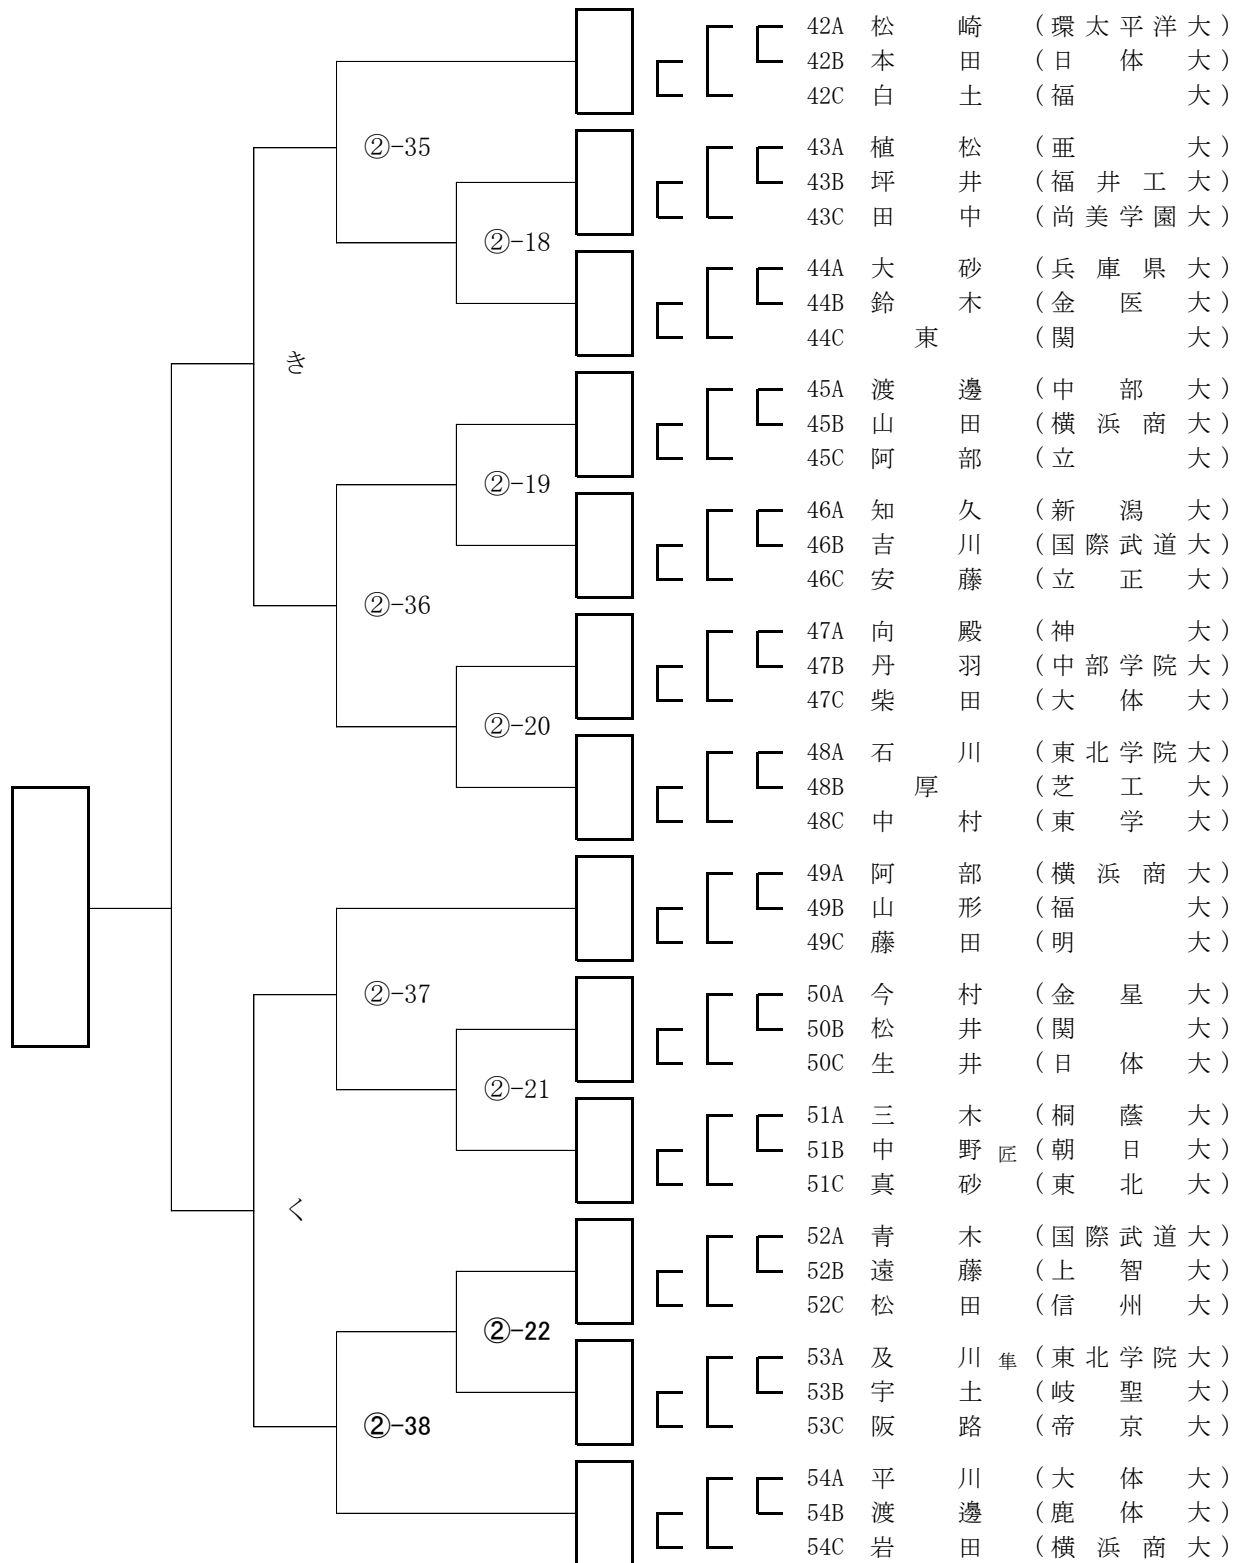 42A 松崎 (環太平洋大)
42B 本田 (日体大)
42C 白土 (福大)
②-35
43A 植松 (亜大)
43B 坪井 (福井工大)
43C 田中 (尚美学園大)
②-18
44A 大砂 (兵庫県大)
44B 鈴木 (金医大)
44C 東 (関大)
き
45A 渡邊 (中部大)
45B 山田 (横浜商大)
45C 阿部 (立大)
②-19
46A 知久 (新潟大)
46B 吉川 (国際武道大)
46C 安藤 (立正大)
②-36
47A 向殿 (神大)
47B 丹羽 (中部学院大)
47C 柴田 (大体大)
②-20
48A 石川 (東北学院大)
48B 厚 (芝工大)
48C 中村 (東学大)
49A 阿部 (横浜商大)
49B 山形 (福大)
49C 藤田 (明大)
②-37
50A 今村 (金星大)
50B 松井 (関大)
50C 生井 (日体大)
②-21
51A 三木 (桐蔭大)
51B 中野匠 (朝日大)
51C 真砂 (東北大)
く
52A 青木 (国際武道大)
52B 遠藤 (上智大)
52C 松田 (信州大)
②-22
53A 及川隼 (東北学院大)
53B 宇土 (岐聖大)
53C 阪路 (帝京大)
②-38
54A 平川 (大体大)
54B 渡邊 (鹿体大)
54C 岩田 (横浜商大)